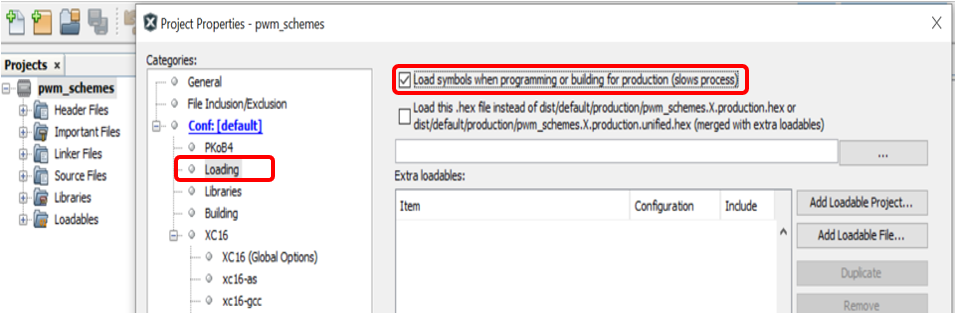 Project Properties - pwm_schemes
Projects ×
pwm_schemes
Header Files
Important Files
Linker Files
Source Files
Libraries
Loadables
Categories:
General
File Inclusion/Exclusion
Conf: [default]
PKoB4
Loading
Libraries
Building
XC16
XC16 (Global Options)
xc16-as
xc16-gcc
Load symbols when programming or building for production (slows process)
Load this .hex file instead of dist/default/production/pwm_schemes.X.production.hex or
dist/default/production/pwm_schemes.X.production.unified.hex (merged with extra loadables)
...
Extra loadables:
Item Configuration Include
Add Loadable Project...
Add Loadable File...
Duplicate
Remove